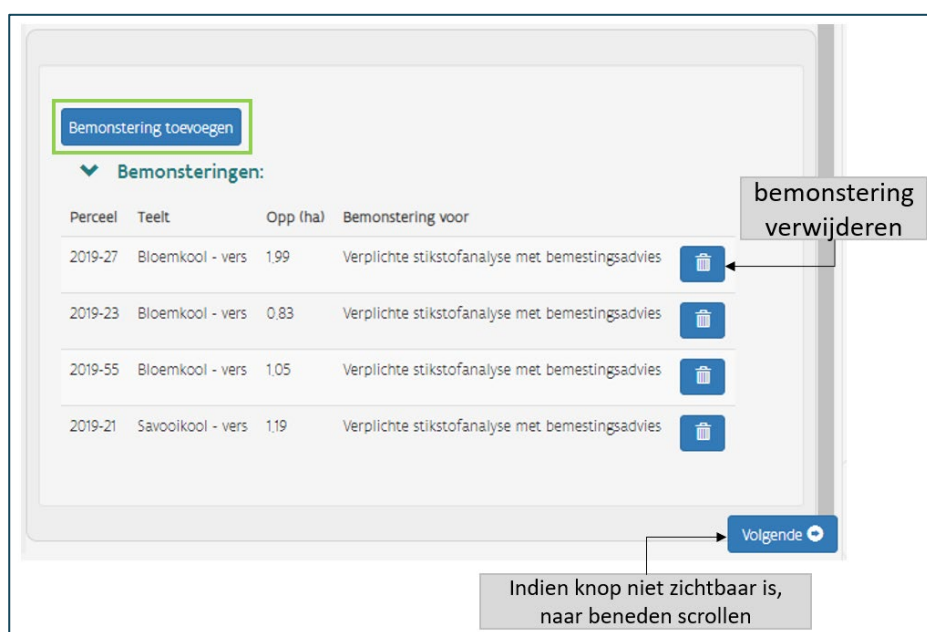 Bemonstering toevoegen
Bemonsteringen:
Perceel Teelt Opp (ha) Bemonstering voor
2019-27 Bloemkool - vers 1,99 Verplichte stikstofanalyse met bemestingsadvies
2019-23 Bloemkool - vers 0,83 Verplichte stikstofanalyse met bemestingsadvies
2019-55 Bloemkool - vers 1,05 Verplichte stikstofanalyse met bemestingsadvies
2019-21 Savooikool - vers 1,19 Verplichte stikstofanalyse met bemestingsadvies
bemonstering
verwijderen
Volgende
Indien knop niet zichtbaar is,
naar beneden scrollen